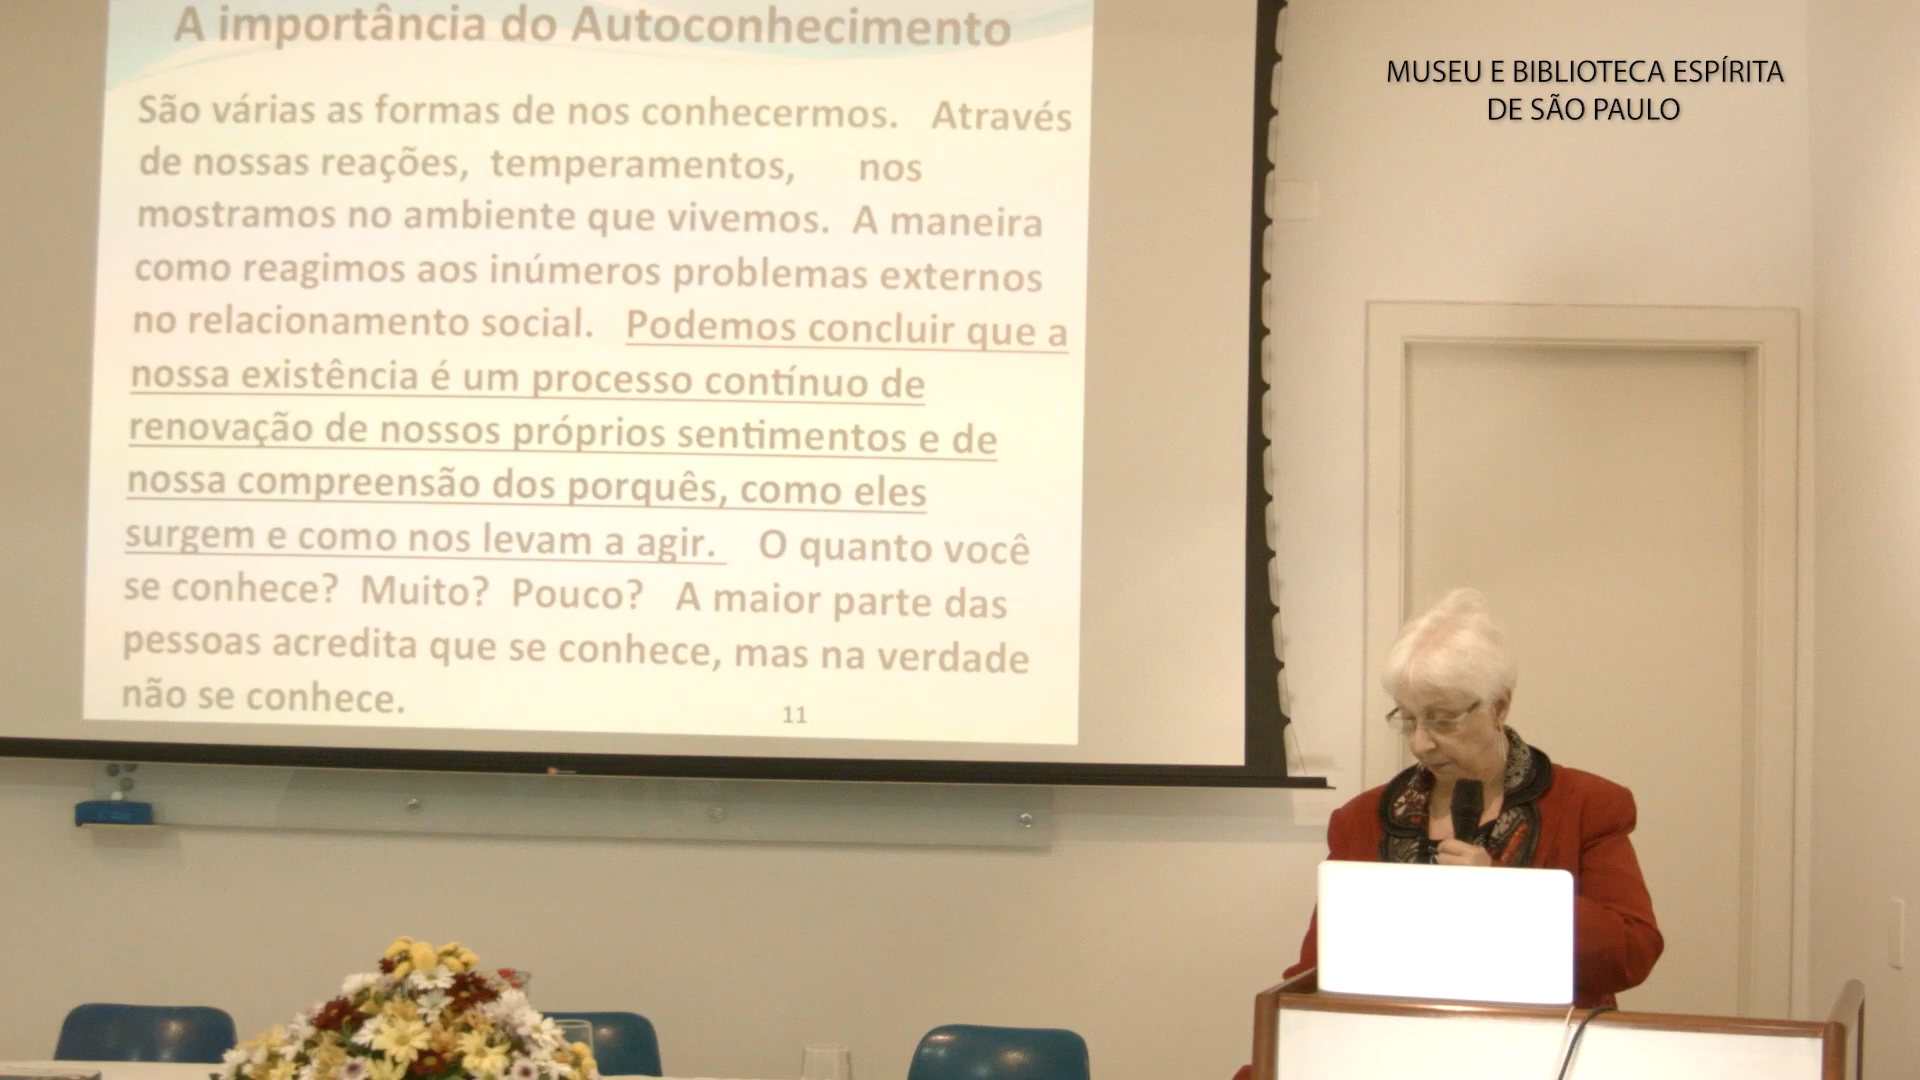 A importância do Autoconhecimento
São várias as formas de nos conhecermos. Através
de nossas reações, temperamentos, nos
mostramos no ambiente que vivemos. A maneira
como reagimos aos inúmeros problemas externos
no relacionamento social. Podemos concluir que a
nossa existência é um processo contínuo de
renovação de nossos próprios sentimentos e de
nossa compreensão dos porquês, como eles
surgem e como nos levam a agir. O quanto você
se conhece? Muito? Pouco? A maior parte das
pessoas acredita que se conhece, mas na verdade
não se conhece.
11
MUSEU E BIBLIOTECA ESPÍRITA
DE SÃO PAULO